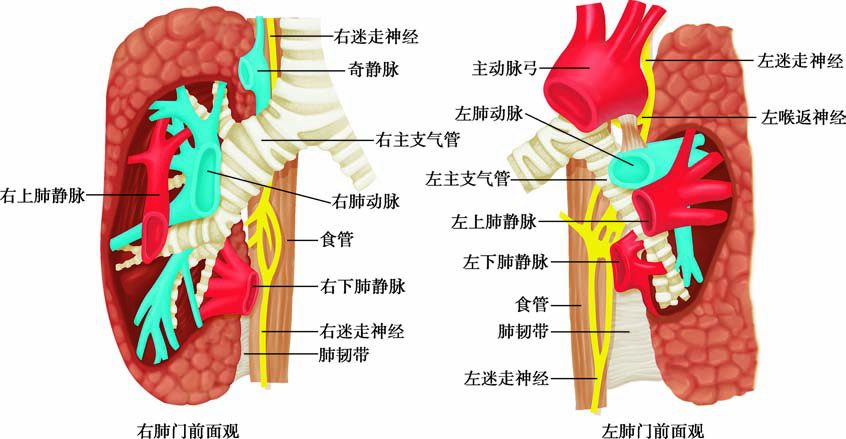 右迷走神经
奇静脉
右主支气管
右上肺静脉
右肺动脉
食管
右下肺静脉
右迷走神经
肺韧带
右肺门前面观
主动脉弓
左迷走神经
左肺动脉
左喉返神经
左主支气管
左上肺静脉
左下肺静脉
食管
肺韧带
左迷走神经
左肺门前面观